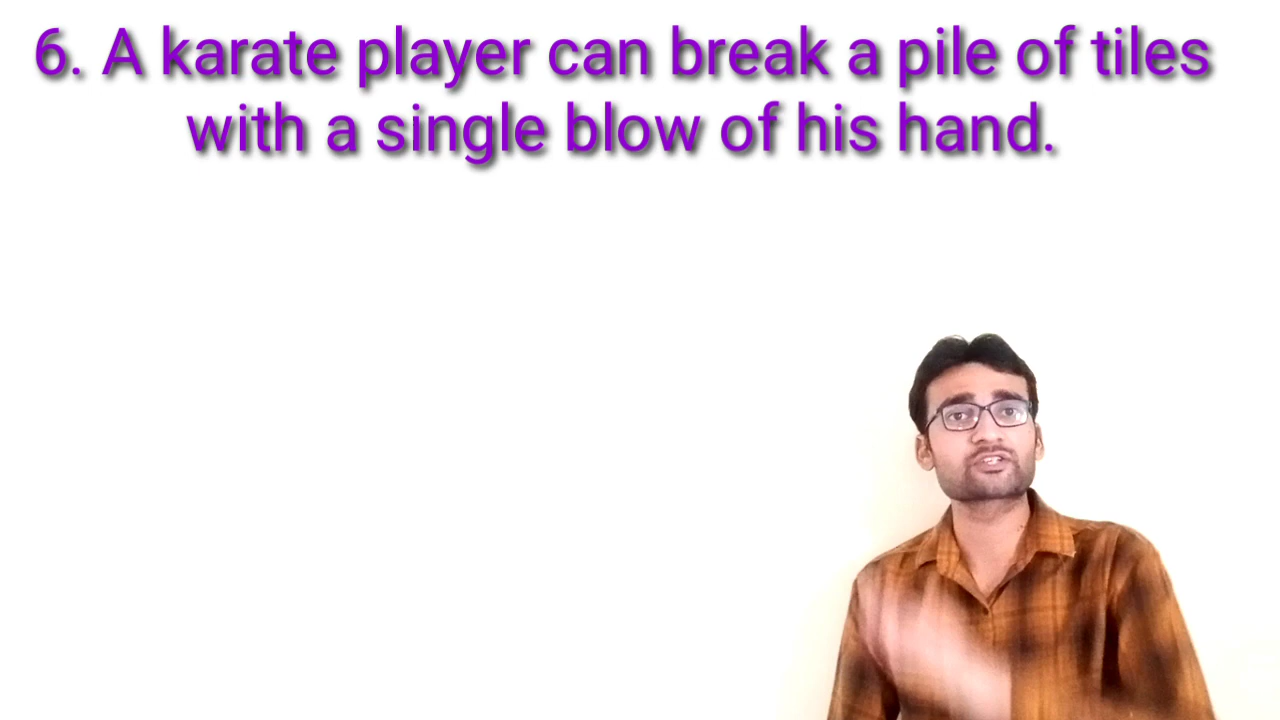 6. A karate player can break a pile of tiles
with a single blow of his hand.